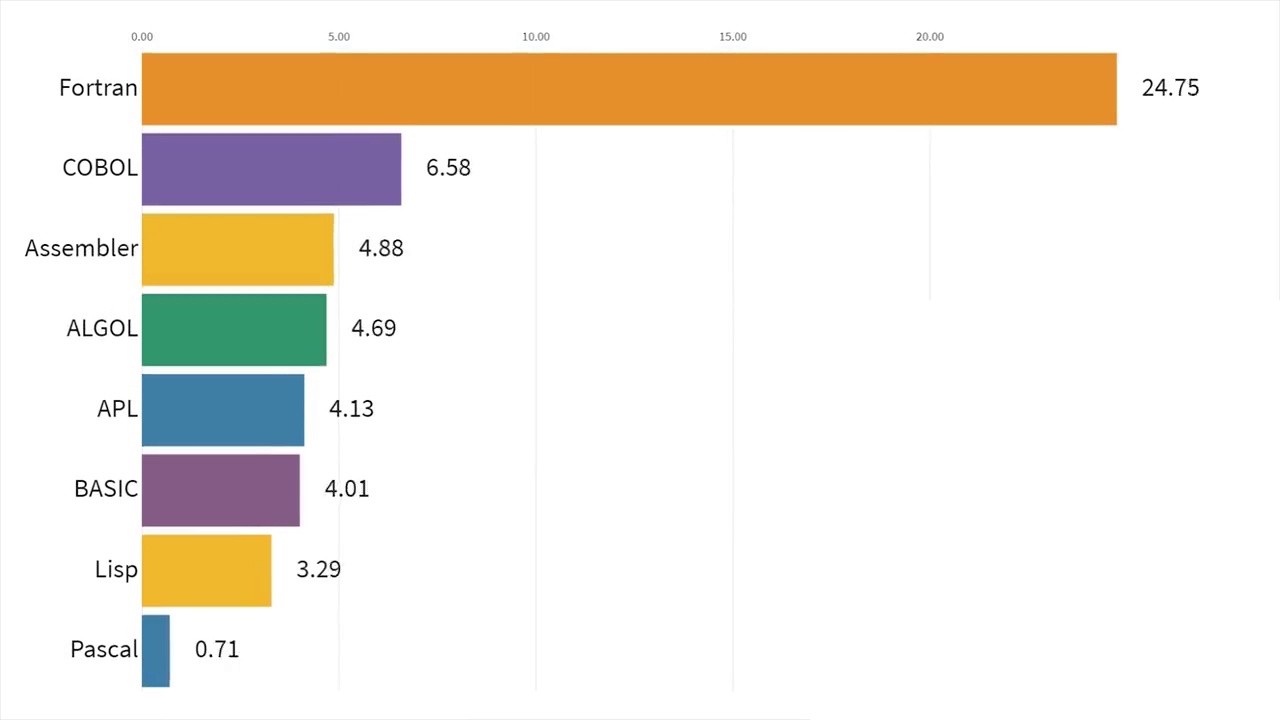 0.00 5.00 10.00 15.00 20.00
Fortran 24.75
COBOL 6.58
Assembler 4.88
ALGOL 4.69
APL 4.13
BASIC 4.01
Lisp 3.29
Pascal 0.71